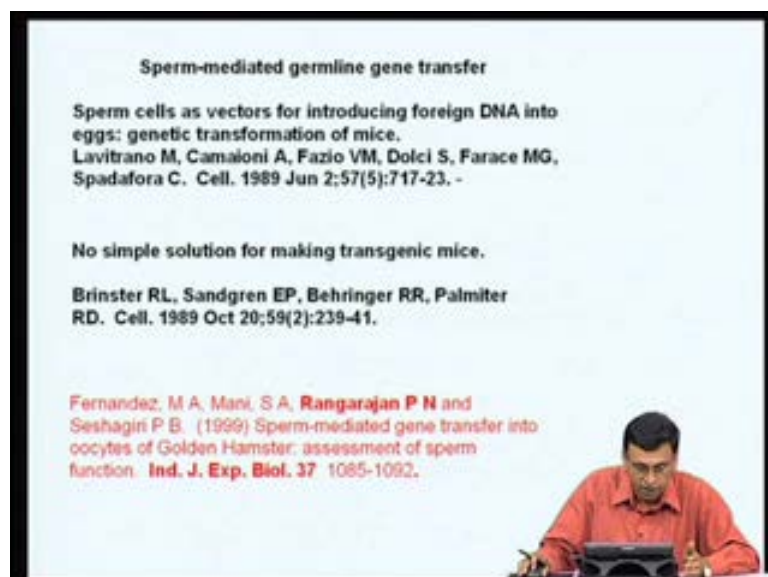 Sperm-mediated germline gene transfer
Sperm cells as vectors for introducing foreign DNA into
eggs: genetic transformation of mice.
Lavitrano M, Camaioni A, Fazio VM, Dolci S, Farace MG,
Spadafora C. Cell. 1989 Jun 2;57(5):717-23. -
No simple solution for making transgenic mice.
Brinster RL, Sandgren EP, Behringer RR, Palmiter
RD. Cell. 1989 Oct 20;59(2):239-41.
Fernandez, M A, Mani, S A, Rangarajan P N and
Seshagiri P B. (1999) Sperm-mediated gene transfer into
oocytes of Golden Hamster: assessment of sperm
function. Ind. J. Exp. Biol. 37 1085-1092.